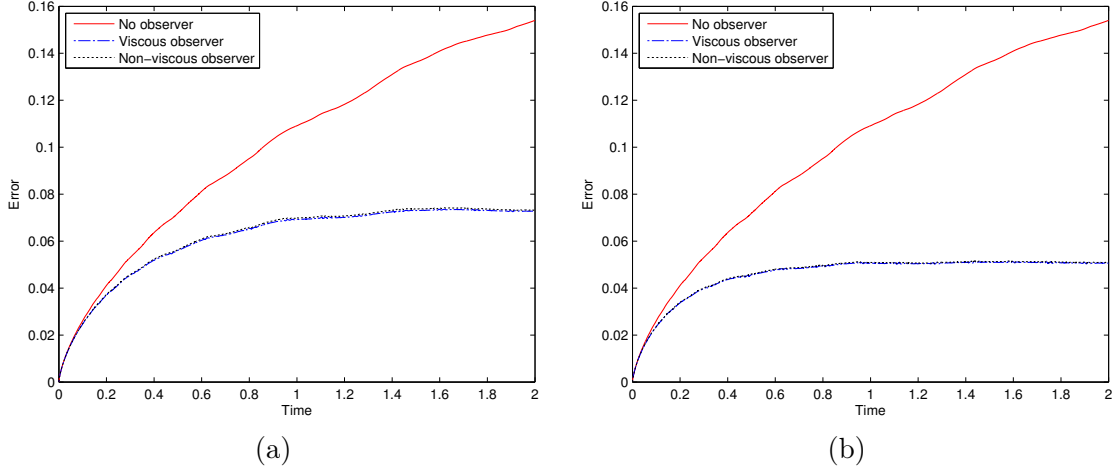 0.16
0.14
0.12
0.1
0.08
0.06
0.04
0.02
0
Error
No observer
Viscous observer
Non−viscous observer
0 0.2 0.4 0.6 0.8 1 1.2 1.4 1.6 1.8 2
Time
(a)
0.16
0.14
0.12
0.1
0.08
0.06
0.04
0.02
0
Error
No observer
Viscous observer
Non−viscous observer
0 0.2 0.4 0.6 0.8 1 1.2 1.4 1.6 1.8 2
Time
(b)